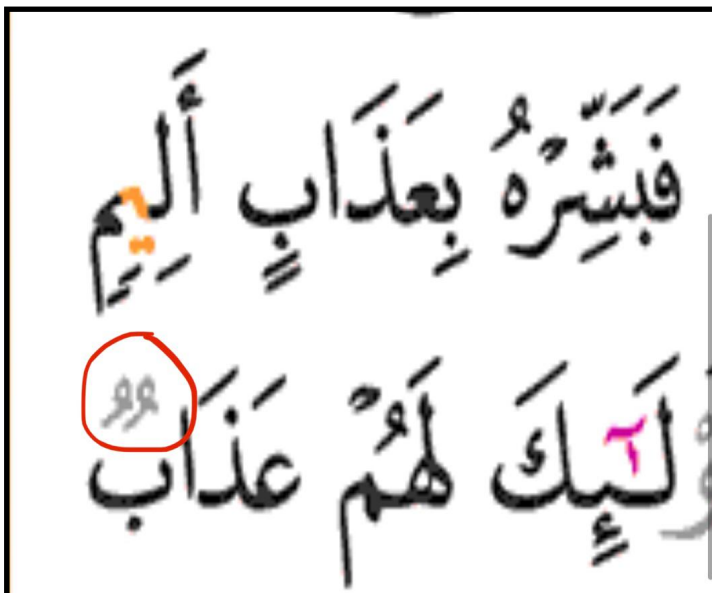 فَبَشِّرْهُ بِعَذَابٍ أَلِيمٍ
لَـٰٓئِكَ لَهُمْ عَذَابٌ